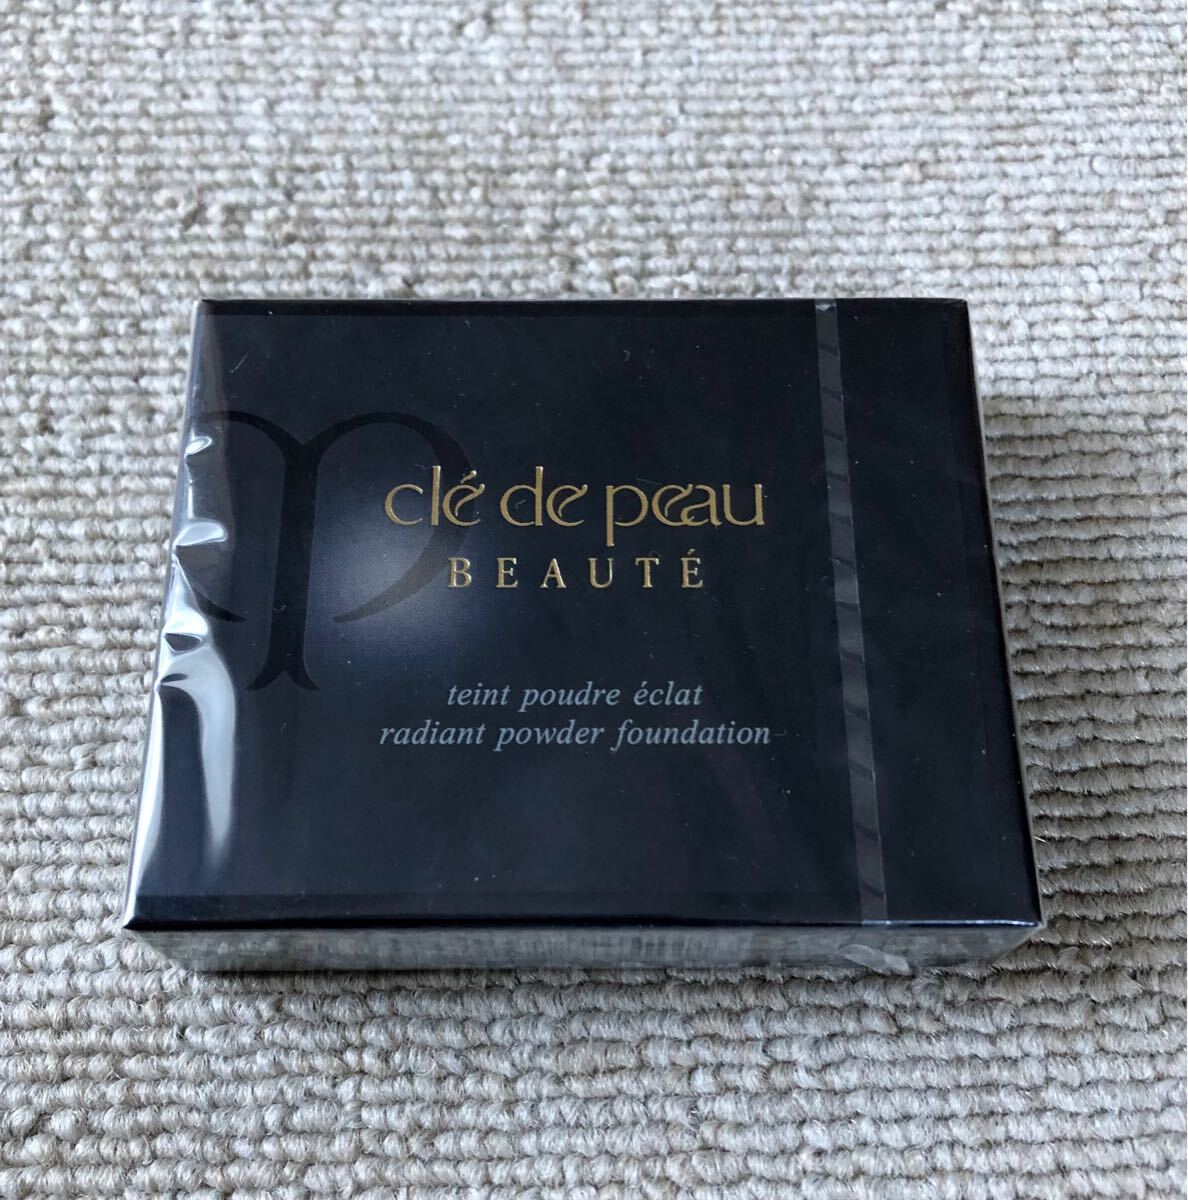 clé de peau
BEAUTÉ
teint poudre éclat
radiant powder foundation